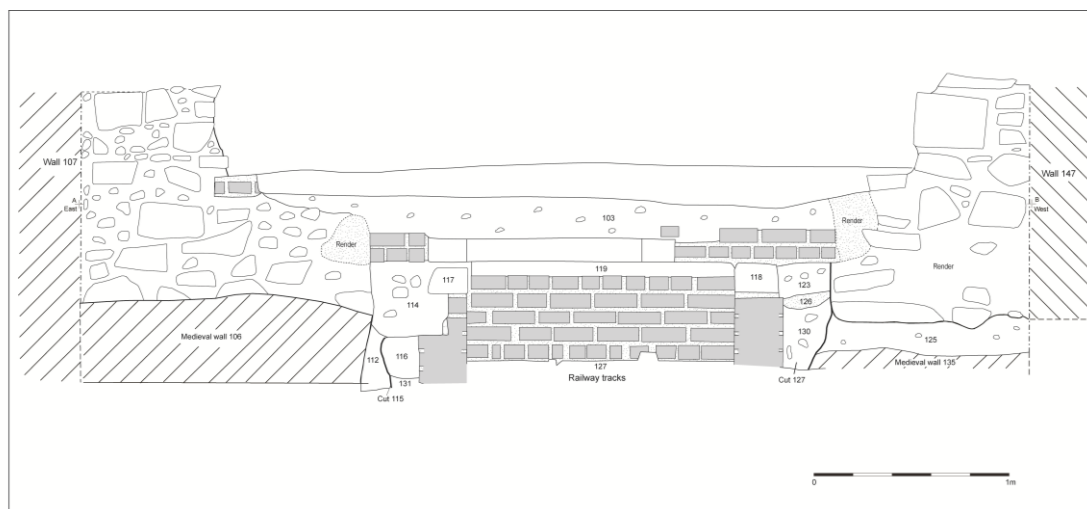 Wall 107
Wall 147
A
East
B
West
103
Render
Render
Render
119
117
118
123
126
114
130
125
Medieval wall 106
112
116
131
127
Railway tracks
Medieval wall 135
Cut 115
Cut 127
0
1m